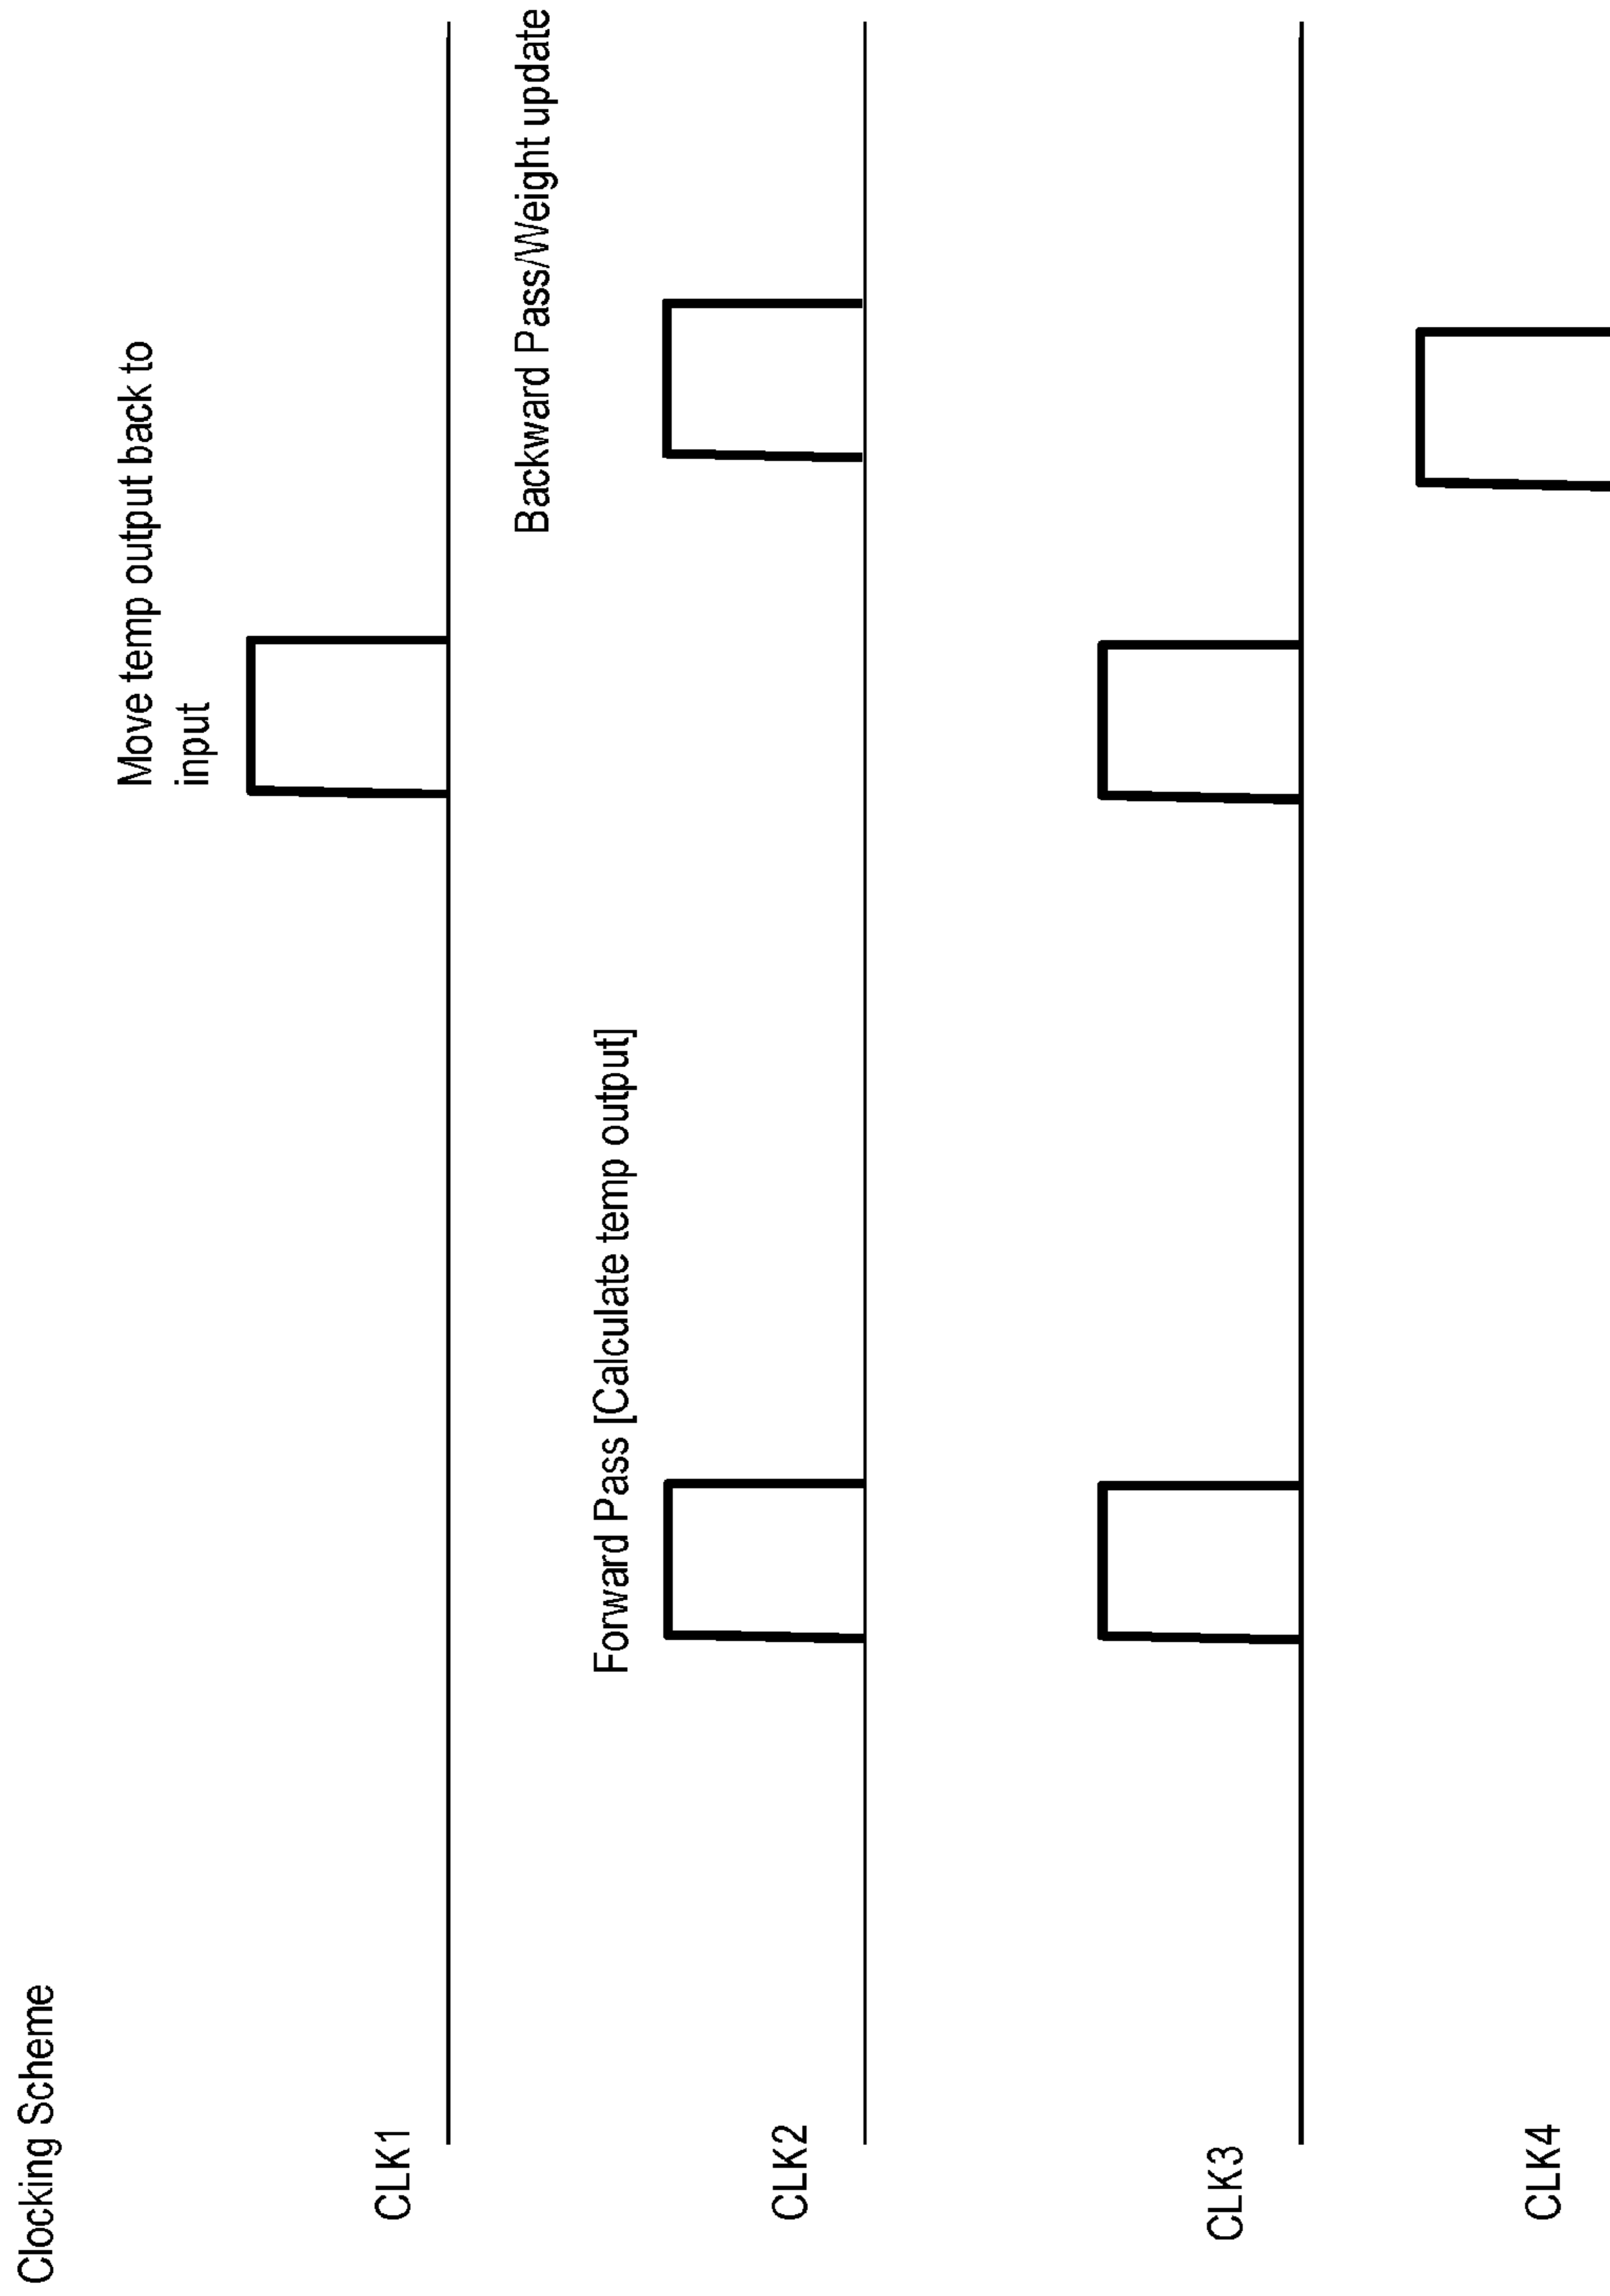 Clocking Scheme
Move temp output back to
input
CLK1
Backward Pass/Weight update
Forward Pass [Calculate temp output]
CLK2
CLK3
CLK4